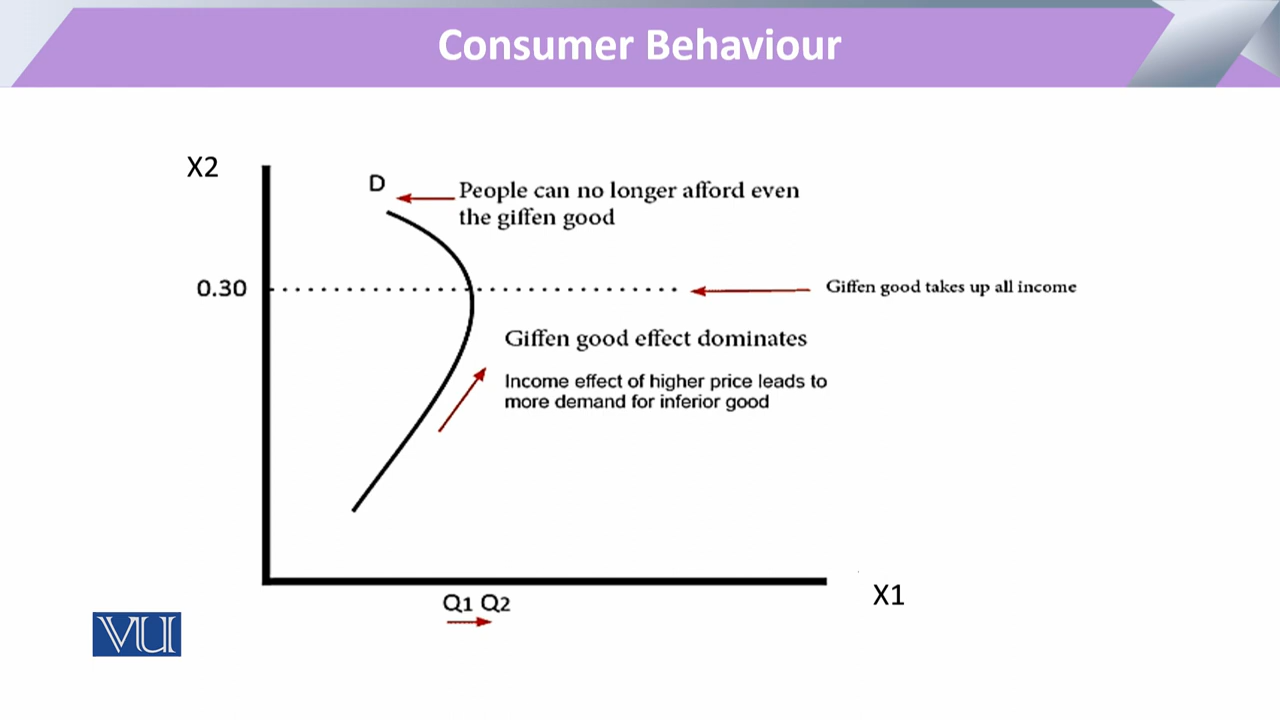 Consumer Behaviour
X2
D
People can no longer afford even
the giffen good
0.30
Giffen good takes up all income
Giffen good effect dominates
Income effect of higher price leads to
more demand for inferior good
Q1 Q2
X1
VU